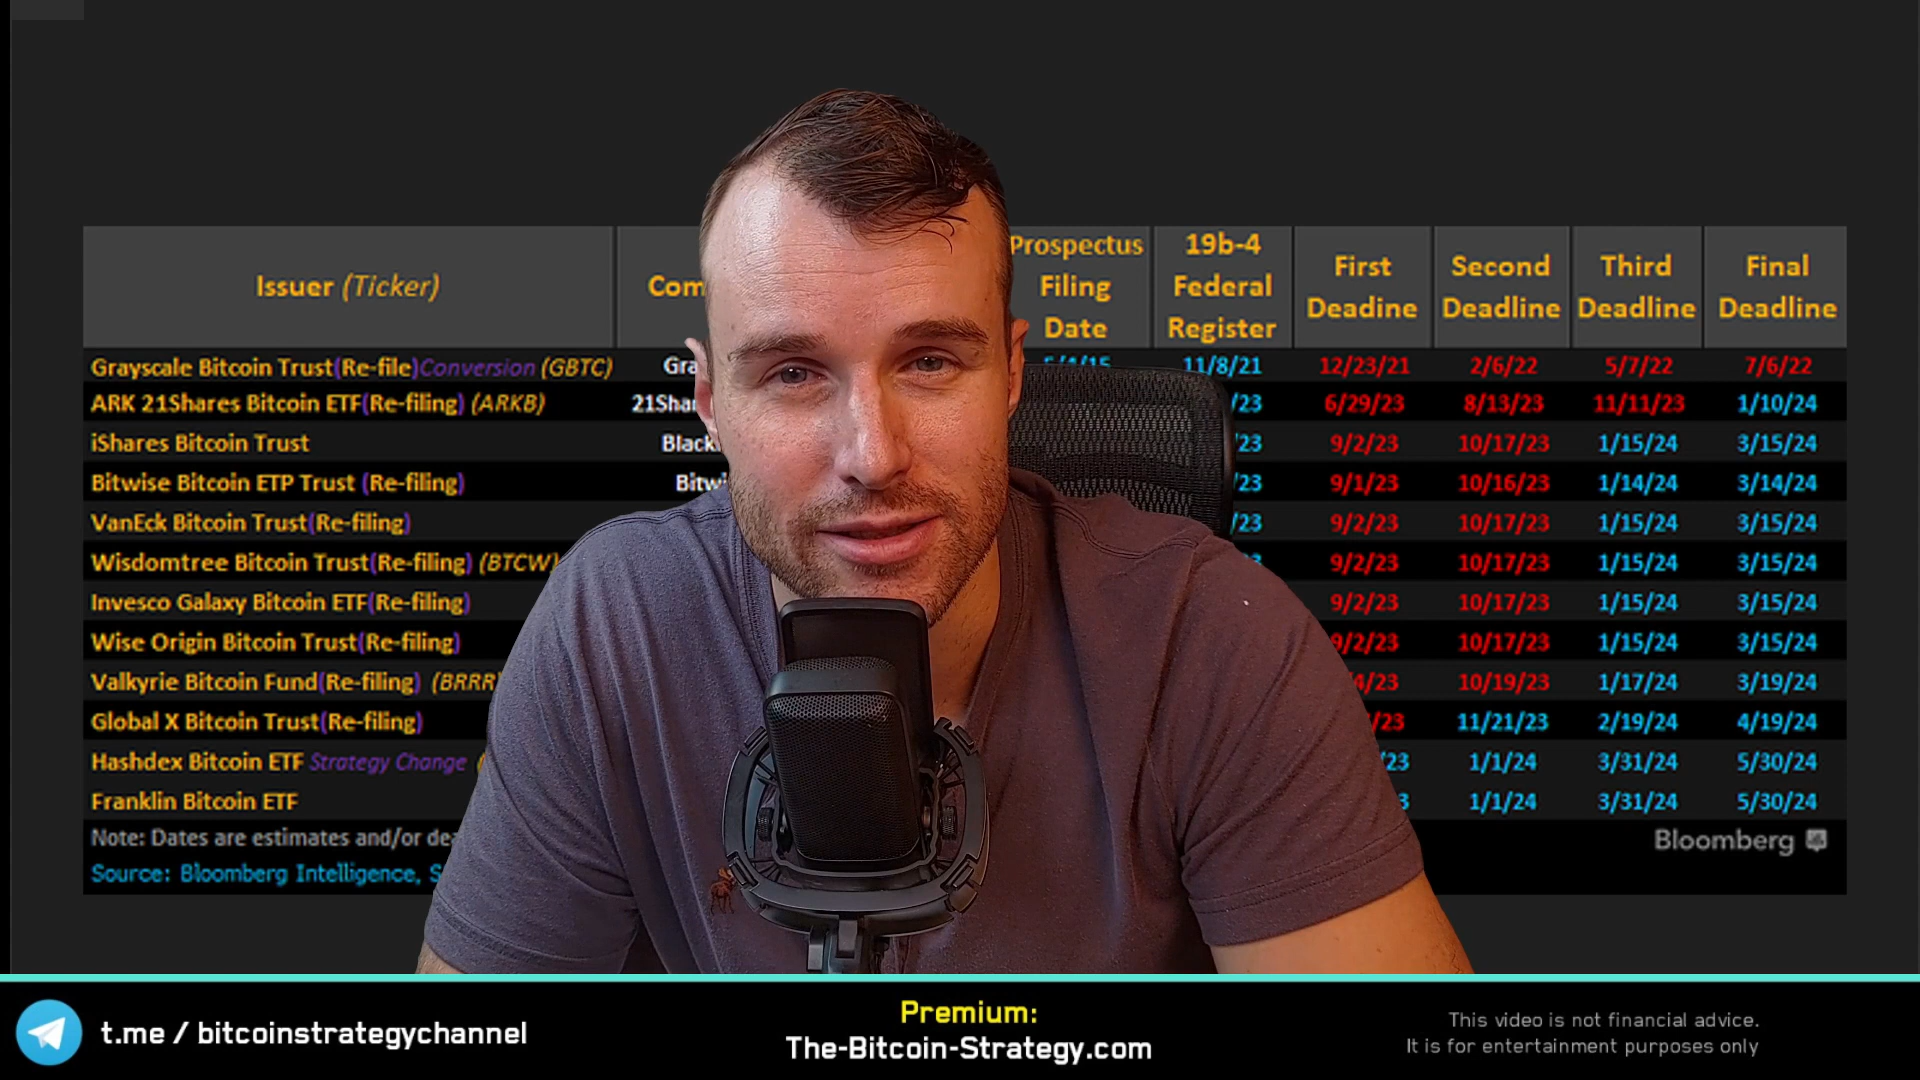 Issuer (Ticker)
Prospectus
Filing
Date
19b-4
Federal
Register
First
Deadine
Second
Deadline
Third
Deadline
Final
Deadline
Grayscale Bitcoin Trust(Re-file)Conversion (GBTC) 11/8/21 12/23/21 2/6/22 5/7/22 7/6/22
ARK 21Shares Bitcoin ETF(Re-filing) (ARKB) /23 6/29/23 8/13/23 11/11/23 1/10/24
iShares Bitcoin Trust 9/2/23 10/17/23 1/15/24 3/15/24
Bitwise Bitcoin ETP Trust (Re-filing) /23 9/1/23 10/16/23 1/14/24 3/14/24
VanEck Bitcoin Trust(Re-filing) /23 9/2/23 10/17/23 1/15/24 3/15/24
Wisdomtree Bitcoin Trust(Re-filing) (BTCW) 9/2/23 10/17/23 1/15/24 3/15/24
Invesco Galaxy Bitcoin ETF(Re-filing) 9/2/23 10/17/23 1/15/24 3/15/24
Wise Origin Bitcoin Trust(Re-filing) 9/2/23 10/17/23 1/15/24 3/15/24
Valkyrie Bitcoin Fund(Re-filing) (BRRR) 4/23 10/19/23 1/17/24 3/19/24
Global X Bitcoin Trust(Re-filing) /23 11/21/23 2/19/24 4/19/24
Hashdex Bitcoin ETF Strategy Change /23 1/1/24 3/31/24 5/30/24
Franklin Bitcoin ETF 1/1/24 3/31/24 5/30/24
Note: Dates are estimates and/or
Bloomberg
Source: Bloomberg Intelligence,
t.me / bitcoinstrategychannel
Premium:
The-Bitcoin-Strategy.com
This video is not financial advice.
It is for entertainment purposes only